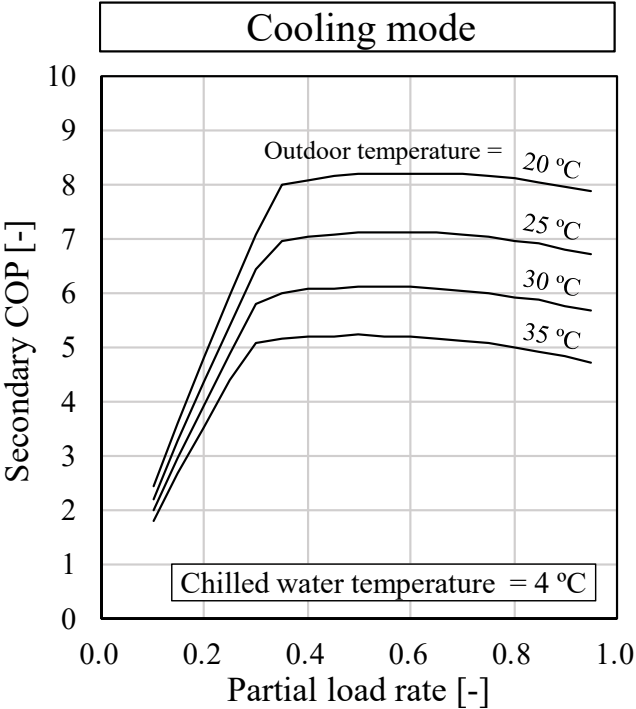 Cooling mode
10
9
8
7
6
5
4
3
2
1
0
Secondary COP [-]
Outdoor temperature =
20 ºC
25 ºC
30 ºC
35 ºC
Chilled water temperature = 4 ºC
0.0 0.2 0.4 0.6 0.8 1.0
Partial load rate [-]